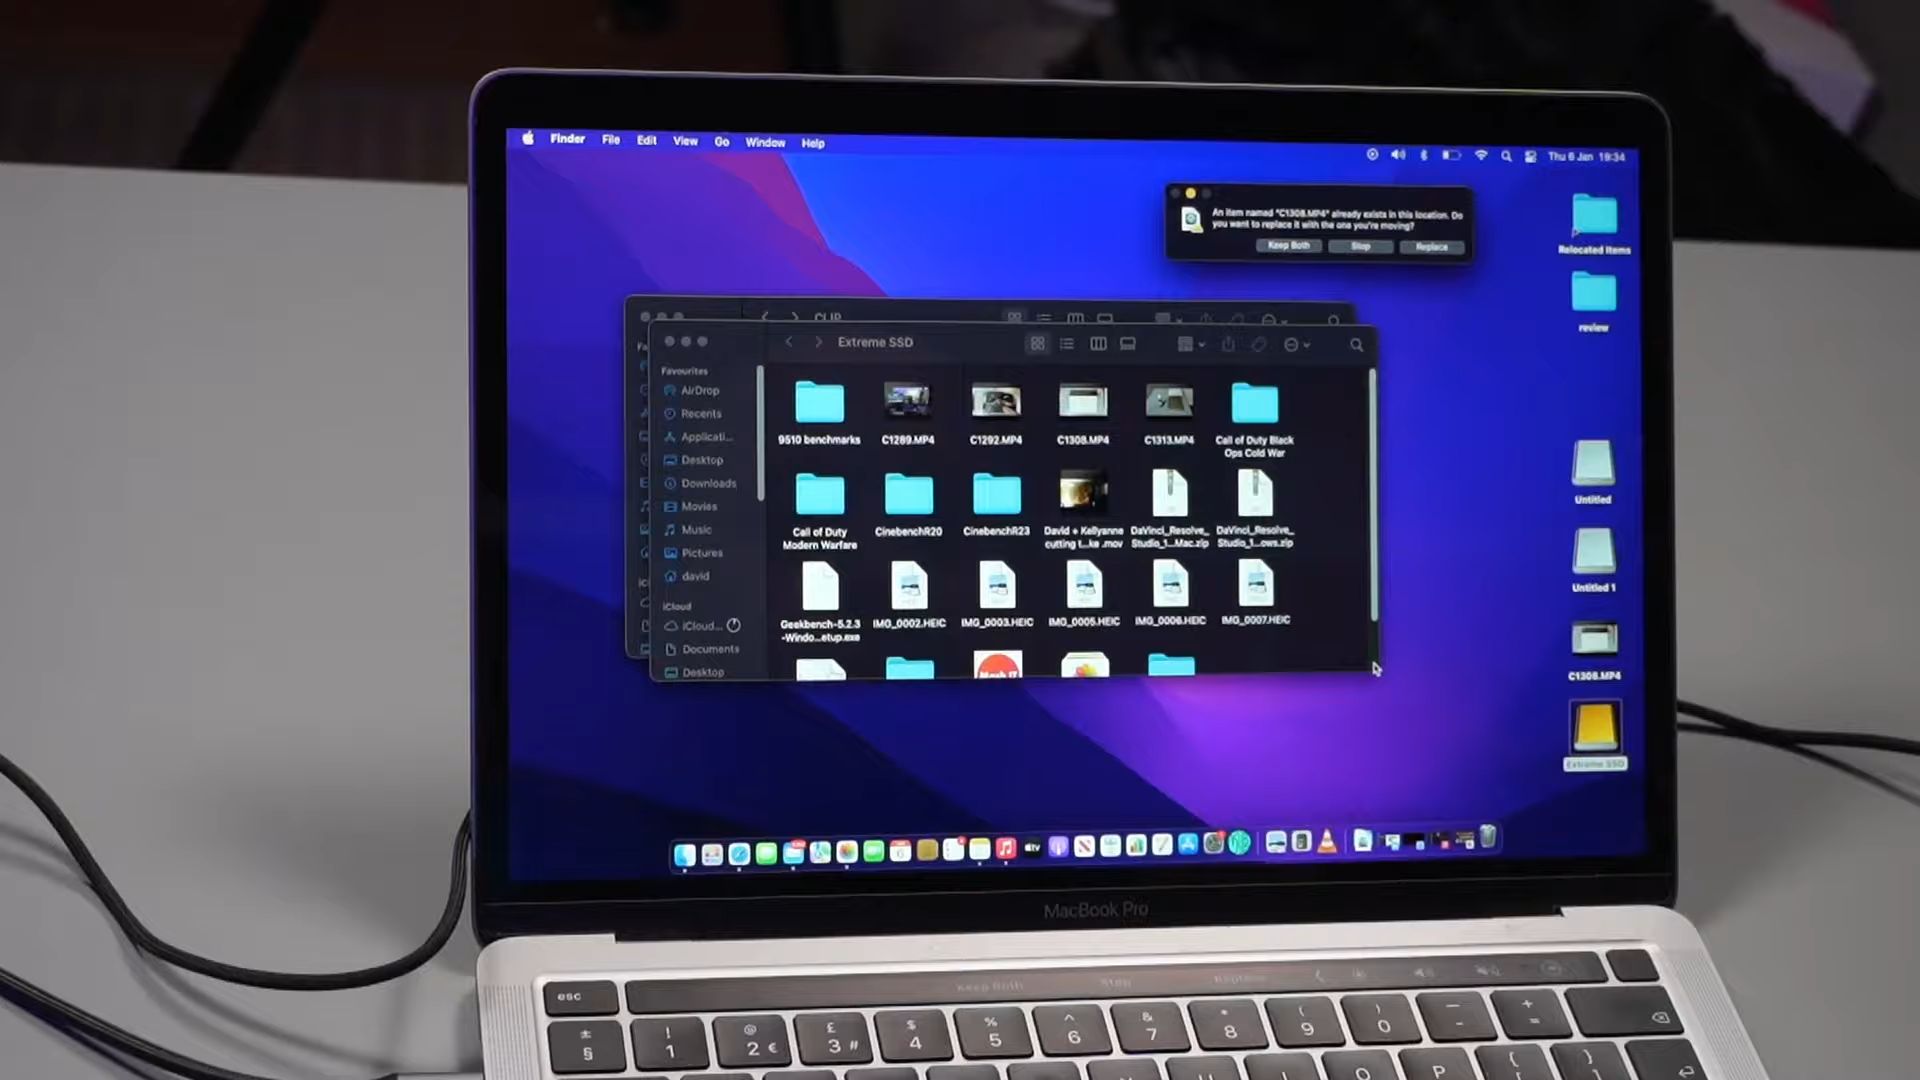 Finder File Edit View Go Window Help
Thu 6 Jan 19:34
An item named "C1308.MP4" already exists in this location. Do
you want to replace it with the one you're moving?
Keep Both Stop Replace
Relocated Items
review
Untitled
Untitled 1
C1308.MP4
Extreme SSD
CLIP
Extreme SSD
Favourites
AirDrop
Recents
Applicati...
Desktop
Downloads
Movies
Music
Pictures
david
iCloud
iCloud...
Documents
Desktop
9510 benchmarks
C1289.MP4
C1292.MP4
C1308.MP4
C1313.MP4
Call of Duty Black
Ops Cold War
Call of Duty
Modern Warfare
CinebenchR20
CinebenchR23
David + Kellyanne
cutting t...ke .mov
DaVinci_Resolve_
Studio_1...Mac.zip
DaVinci_Resolve_
Studio_1...ows.zip
Geekbench-5.2.3
-Windo...etup.exe
IMG_0002.HEIC
IMG_0003.HEIC
IMG_0005.HEIC
IMG_0006.HEIC
IMG_0007.HEIC
MacBook Pro
Keep Both Stop Replace
esc
± § ! 1 @ 2 € £ 3 # $ 4 % 5 ^ 6 & 7 * 8 ( 9 ) 0 — - + =
O P { [ } ]